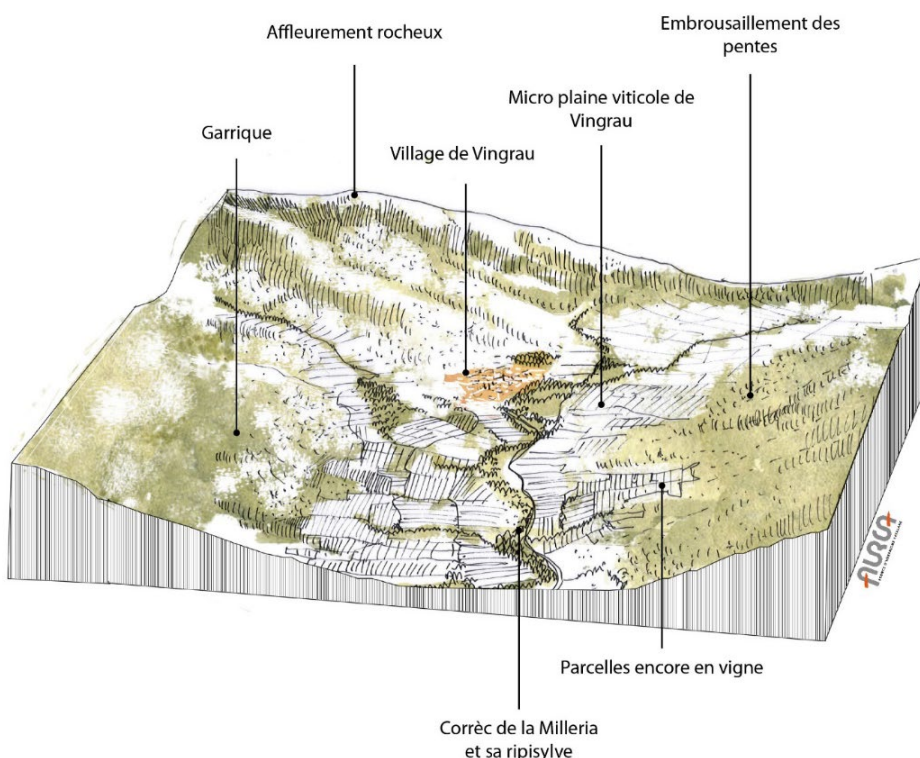 Affleurement rocheux
Embrousaillement des
pentes
Micro plaine viticole de
Vingrau
Garrique
Village de Vingrau
aura
Parcelles encore en vigne
Corrèc de la Milleria
et sa ripisylve